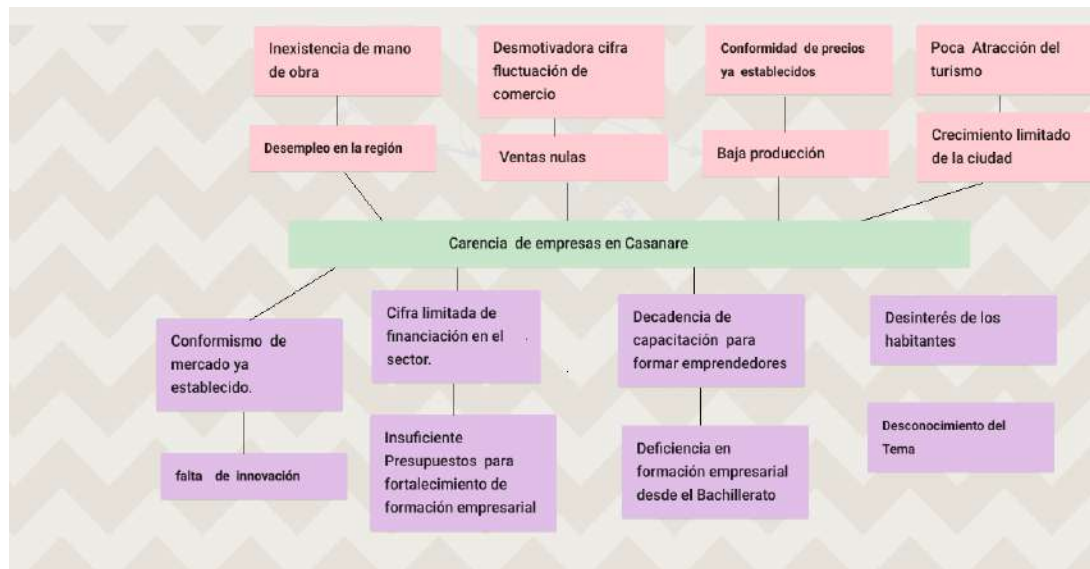 Inexistencia de mano
de obra
Desmotivadora cifra
fluctuación de
comercio
Conformidad de precios
ya establecidos
Poca Atracción del
turismo
Desempleo en la región
Ventas nulas
Baja producción
Crecimiento limitado
de la ciudad
Carencia de empresas en Casanare
Conformismo de
mercado ya
establecido.
Cifra limitada de
financiación en el
sector.
Decadencia de
capacitación para
formar emprendedores
Desinterés de los
habitantes
falta de innovación
Insuficiente
Presupuestos para
fortalecimiento de
formación empresarial
Deficiencia en
formación empresarial
desde el Bachillerato
Desconocimiento del
Tema